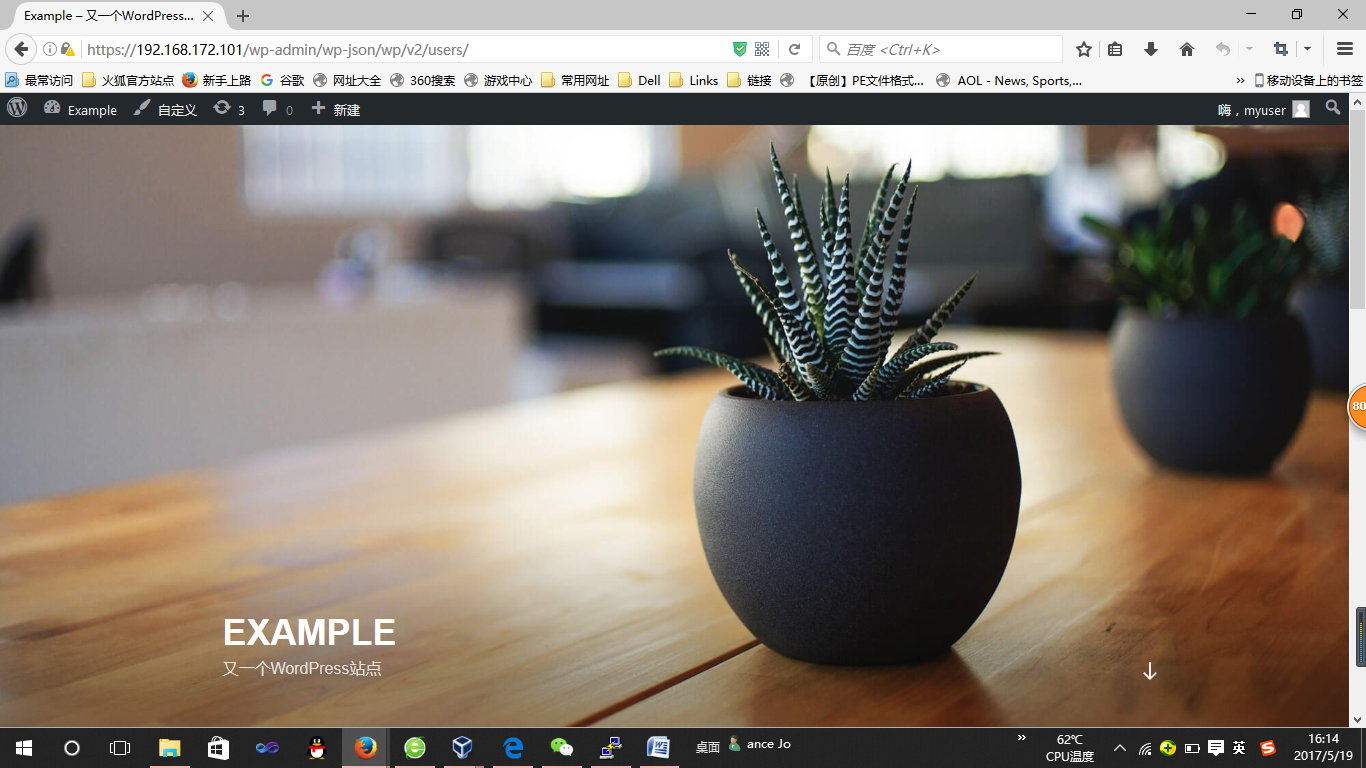 Example – 又一个WordPress...
https://192.168.172.101/wp-admin/wp-json/wp/v2/users/
百度 <Ctrl+K>
最常访问 火狐官方站点 新手上路 谷歌 网址大全 360搜索 游戏中心 常用网址 Dell Links 链接 【原创】PE文件格式... AOL - News, Sports,... » 移动设备上的书签
Example 自定义 3 0 新建 嗨，myuser
80
EXAMPLE
又一个WordPress站点
桌面 ance Jo » 62℃ 英 16:14
CPU温度 2017/5/19